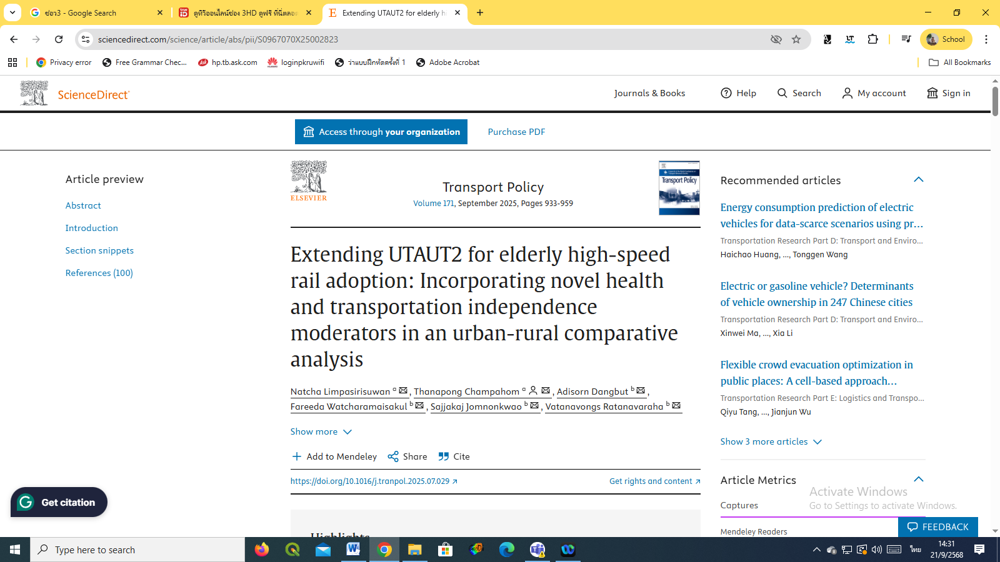 ช่อว3 - Google Search
ดูทีวีออนไลน์ช่อง 3HD ดูฟรี ที่นี่ตลอด
Extending UTAUT2 for elderly hi
sciencedirect.com/science/article/abs/pii/S0967070X25002823
School
Privacy error
Free Grammar Chec...
hp.tb.ask.com
loginpkruwifi
ว่าแบบฝึกหัดครั้งที่ 1
Adobe Acrobat
All Bookmarks
ScienceDirect
Journals & Books
Help
Search
My account
Sign in
Access through your organization
Purchase PDF
Article preview
Abstract
Introduction
Section snippets
References (100)
ELSEVIER
Transport Policy
Volume 171, September 2025, Pages 933-959
Transport Policy
Extending UTAUT2 for elderly high-speed
rail adoption: Incorporating novel health
and transportation independence
moderators in an urban-rural comparative
analysis
Natcha Limpasirisuwan a, Thanapong Champahom a, Adisorn Dangbut b,
Fareeda Watcharamaisakul b, Sajjakaj Jomnonkwao b, Vatanavongs Ratanavaraha b
Show more
Add to Mendeley
Share
Cite
https://doi.org/10.1016/j.tranpol.2025.07.029
Get rights and content
Highlights
Recommended articles
Energy consumption prediction of electric
vehicles for data-scarce scenarios using pr...
Transportation Research Part D: Transport and Enviro...
Haichao Huang, ..., Tonggen Wang
Electric or gasoline vehicle? Determinants
of vehicle ownership in 247 Chinese cities
Transportation Research Part D: Transport and Enviro...
Xinwei Ma, ..., Xia Li
Flexible crowd evacuation optimization in
public places: A cell-based approach...
Transportation Research Part E: Logistics and Transpo...
Qiyu Tang, ..., Jianjun Wu
Show 3 more articles
Article Metrics
Captures
Mendeley Readers
Activate Windows
Go to Settings to activate Windows.
FEEDBACK
Get citation
Type here to search
ไทย
14:31
21/9/2568